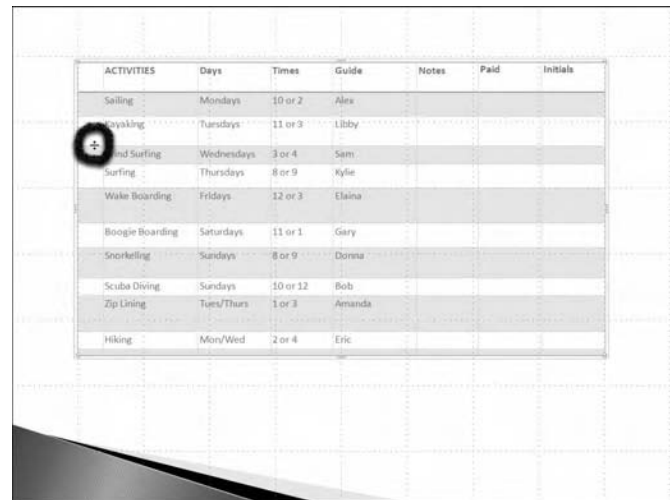 ACTIVITIES Days Times Guide Notes Paid Initials
Sailing Mondays 10 or 2 Alex
Kayaking Tuesdays 11 or 3 Libby
Surfing Wednesdays 3 or 4 Sam
Surfing Thursdays 8 or 9 Kylie
Wake Boarding Fridays 12 or 3 Elaina
Boogie Boarding Saturdays 11 or 1 Gary
Snorkeling Sundays 8 or 9 Donna
Scuba Diving Sundays 10 or 12 Bob
Zip Lining Tues/Thurs 1 or 3 Amanda
Hiking Mon/Wed 2 or 4 Eric